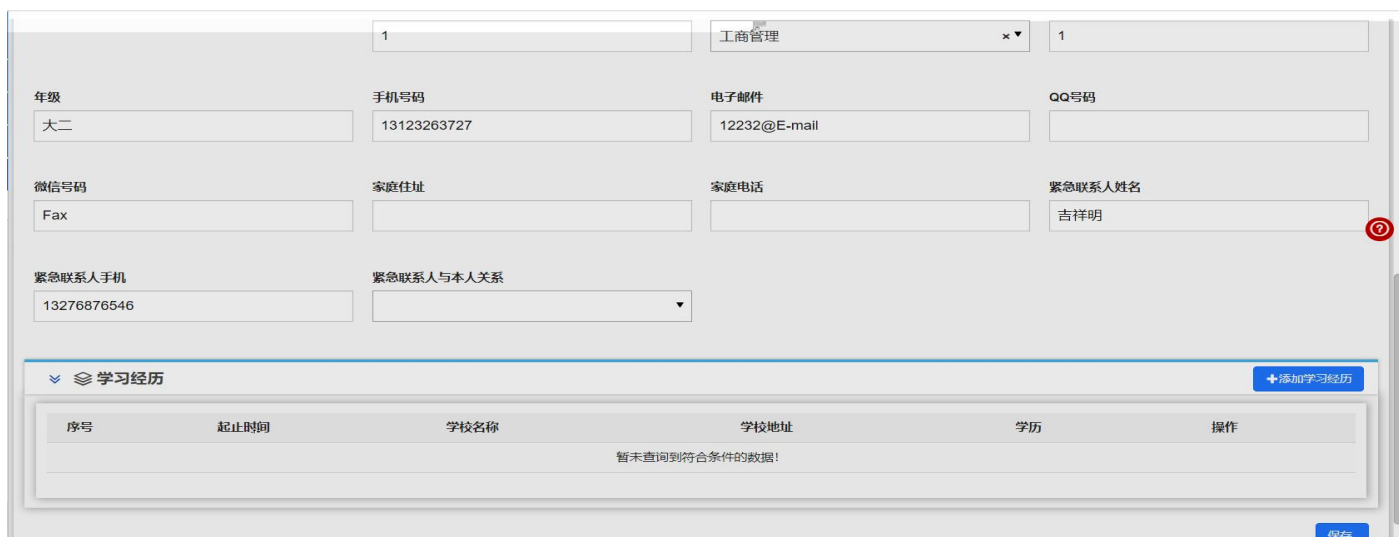 1 工商管理 × 1
年级 手机号码 电子邮件 QQ号码
大二 13123263727 12232@E-mail
微信号码 家庭住址 家庭电话 紧急联系人姓名
Fax 吉祥明
紧急联系人手机 紧急联系人与本人关系
13276876546
学习经历 +添加学习经历
序号 起止时间 学校名称 学校地址 学历 操作
暂未查询到符合条件的数据!
保存